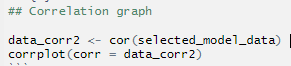 ## Correlation graph
data_corr2 <- cor(selected_model_data)
corrplot(corr = data_corr2)